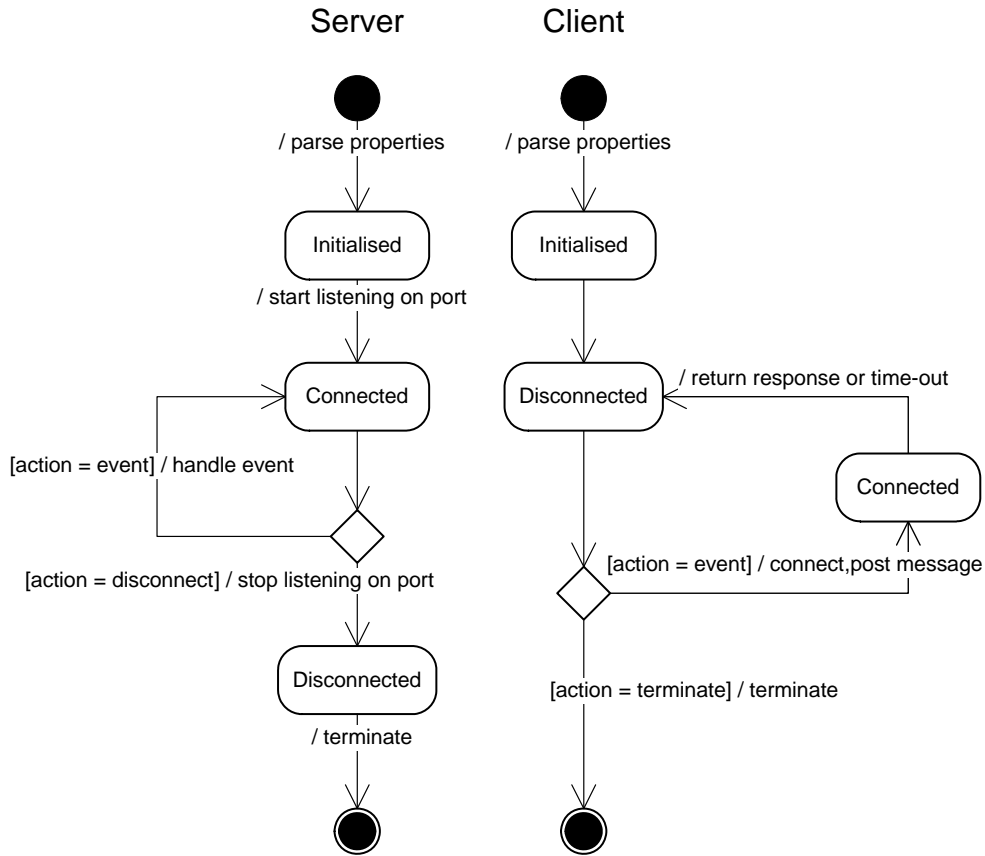 Server
Client
/ parse properties
/ parse properties
Initialised
Initialised
/ start listening on port
Connected
Disconnected
/ return response or time-out
[action = event] / handle event
Connected
[action = event] / connect,post message
[action = disconnect] / stop listening on port
Disconnected
[action = terminate] / terminate
/ terminate